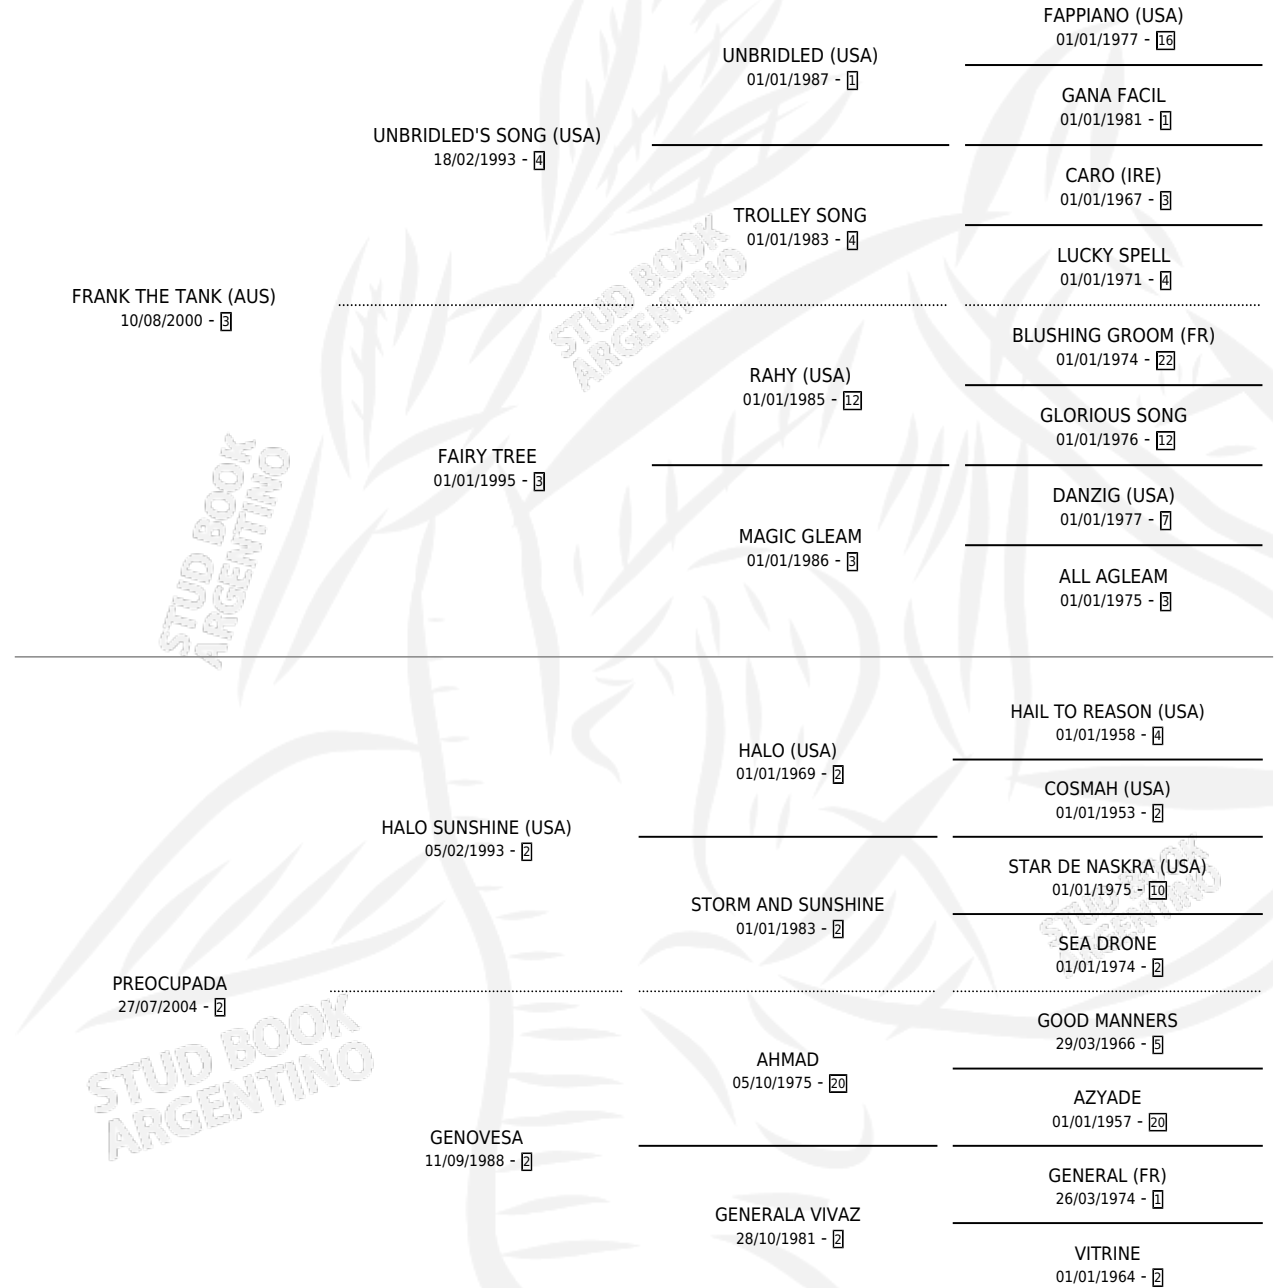 FAPPIANO (USA)
01/01/1977 - 16
UNBRIDLED (USA)
01/01/1987 - 1
GANA FACIL
01/01/1981 - 1
UNBRIDLED'S SONG (USA)
18/02/1993 - 4
CARO (IRE)
01/01/1967 - 3
TROLLEY SONG
01/01/1983 - 4
LUCKY SPELL
01/01/1971 - 4
FRANK THE TANK (AUS)
10/08/2000 - 3
STUD BOOK
ARGENTINO
BLUSHING GROOM (FR)
01/01/1974 - 22
RAHY (USA)
01/01/1985 - 12
GLORIOUS SONG
01/01/1976 - 12
FAIRY TREE
01/01/1995 - 3
STUD BOOK
ARGENTINO
DANZIG (USA)
01/01/1977 - 7
MAGIC GLEAM
01/01/1986 - 3
ALL AGLEAM
01/01/1975 - 3
HAIL TO REASON (USA)
01/01/1958 - 4
HALO (USA)
01/01/1969 - 2
COSMAH (USA)
01/01/1953 - 2
HALO SUNSHINE (USA)
05/02/1993 - 2
STAR DE NASKRA (USA)
01/01/1975 - 10
STORM AND SUNSHINE
01/01/1983 - 2
STUD BOOK
ARGENTINO
SEA DRONE
01/01/1974 - 2
PREOCUPADA
27/07/2004 - 2
STUD BOOK
ARGENTINO
GOOD MANNERS
29/03/1966 - 5
AHMAD
05/10/1975 - 20
AZYADE
01/01/1957 - 20
GENOVESA
11/09/1988 - 2
GENERAL (FR)
26/03/1974 - 1
GENERALA VIVAZ
28/10/1981 - 2
VITRINE
01/01/1964 - 2